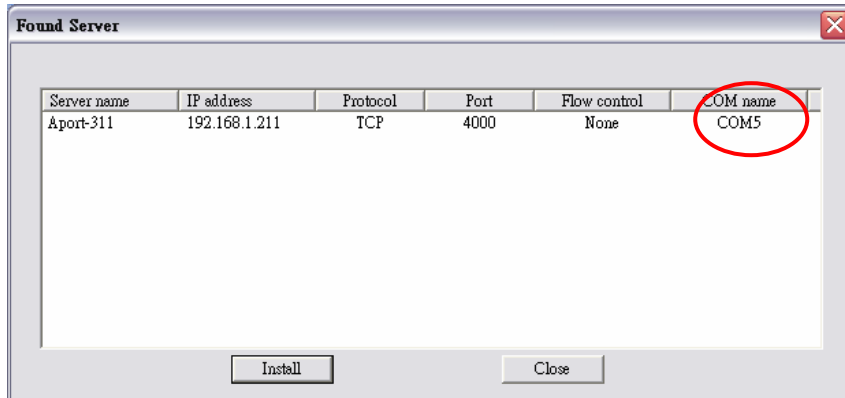 Found Server
Server name IP address Protocol Port Flow control COM name
Aport-311 192.168.1.211 TCP 4000 None COM5
Install Close